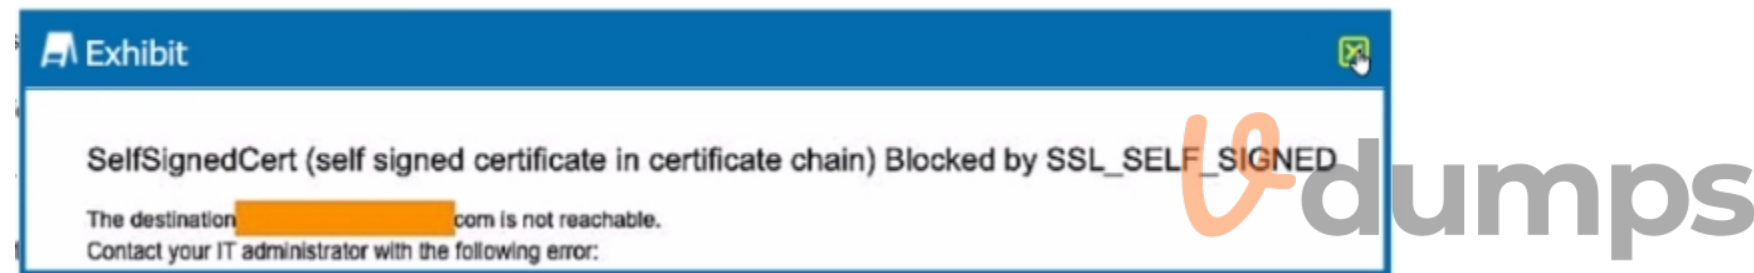 Exhibit
SelfSignedCert (self signed certificate in certificate chain) Blocked by SSL_SELF_SIGNED
The destination com is not reachable.
Contact your IT administrator with the following error:
Vdumps